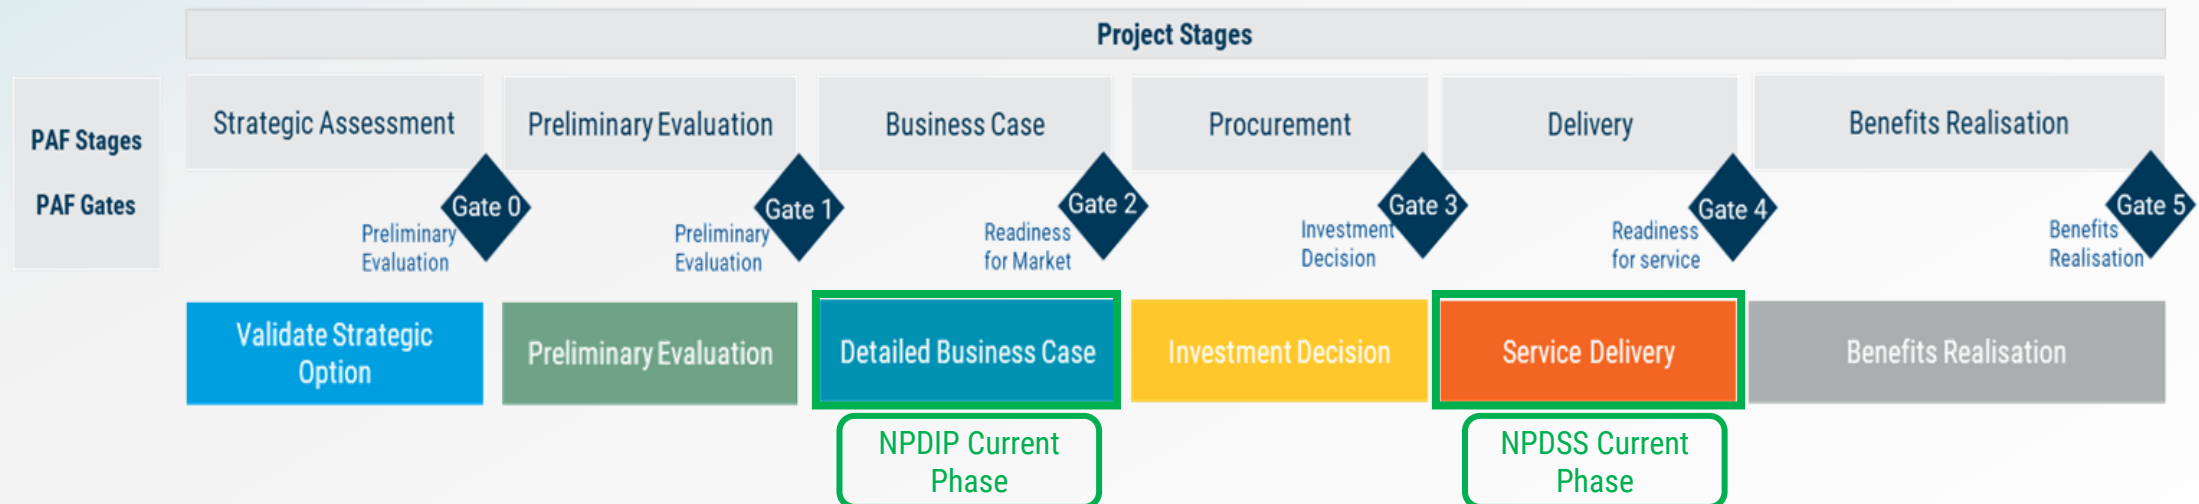 Project Stages
PAF Stages
PAF Gates
Strategic Assessment
Preliminary Evaluation
Business Case
Procurement
Delivery
Benefits Realisation
Gate 0
Preliminary
Evaluation
Gate 1
Preliminary
Evaluation
Gate 2
Readiness
for Market
Gate 3
Investment
Decision
Gate 4
Readiness
for service
Gate 5
Benefits
Realisation
Validate Strategic
Option
Preliminary Evaluation
Detailed Business Case
Investment Decision
Service Delivery
Benefits Realisation
NPDIP Current
Phase
NPDSS Current
Phase